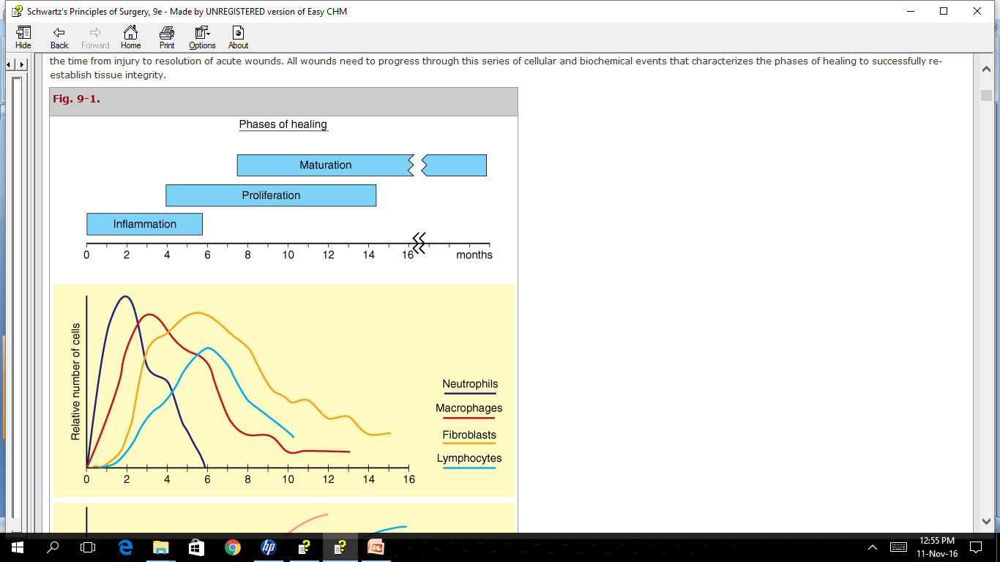 Schwartz's Principles of Surgery, 9e - Made by UNREGISTERED version of Easy CHM
Hide Back Forward Home Print Options About
the time from injury to resolution of acute wounds. All wounds need to progress through this series of cellular and biochemical events that characterizes the phases of healing to successfully re-
establish tissue integrity.
Fig. 9-1.
Phases of healing
Maturation
Proliferation
Inflammation
0 2 4 6 8 10 12 14 16 months
Relative number of cells
Neutrophils
Macrophages
Fibroblasts
Lymphocytes
0 2 4 6 8 10 12 14 16
12:55 PM
11-Nov-16